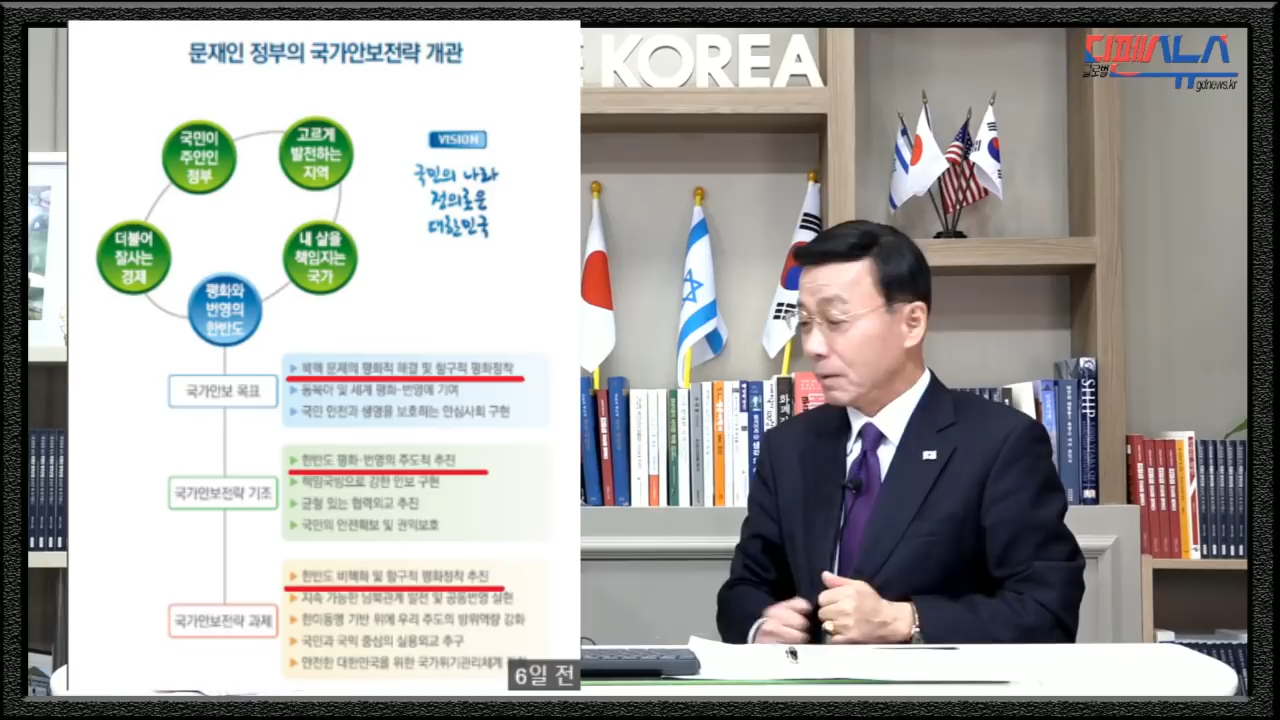 문재인 정부의 국가안보전략 개관
국민이
주인인
정부
고르게
발전하는
지역
더불어
잘사는
경제
내 삶을
책임지는
국가
평화와
번영의
한반도
VISION
국민의 나라
정의로운
대한민국
국가안보 목표
▶ 북핵 문제의 평화적 해결 및 항구적 평화정착
▶ 동북아 및 세계 평화·번영에 기여
▶ 국민 안전과 생명을 보호하는 안심사회 구현
국가안보전략 기조
▶ 한반도 평화·번영의 주도적 추진
▶ 책임국방으로 강한 안보 구현
▶ 균형 있는 협력외교 추진
▶ 국민의 안전확보 및 권익보호
국가안보전략 과제
▶ 한반도 비핵화 및 항구적 평화정착 추진
▶ 지속 가능한 남북관계 발전 및 공동번영 실현
▶ 한미동맹 기반 위에 우리 주도의 방위역량 강화
▶ 국민과 국익 중심의 실용외교 추구
▶ 안전한 대한민국을 위한 국가위기관리체계
6일 전
KOREA
글로벌
디펜스뉴스
gdnews.kr
SHIP